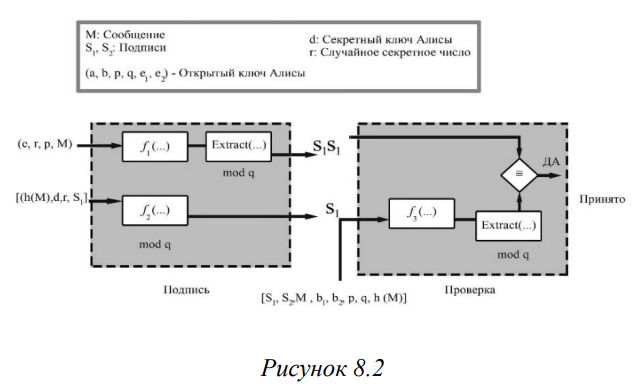 M: Сообщение
S₁, S₂: Подписи
d: Секретный ключ Алисы
r: Случайное секретное число
(a, b, p, q, e₁, e₂) - Открытый ключ Алисы
(e, r, p, M)
f₁(...)
Extract(...)
mod q
S₁S₁
≡
ДА
Принято
[(h(M),d,r, S₁]
f₂(...)
mod q
S₁
f₃(...)
Extract(...)
mod q
Подпись
Проверка
[S₁, S₂,M , b₁, b₂, p, q, h (M)]
Рисунок 8.2